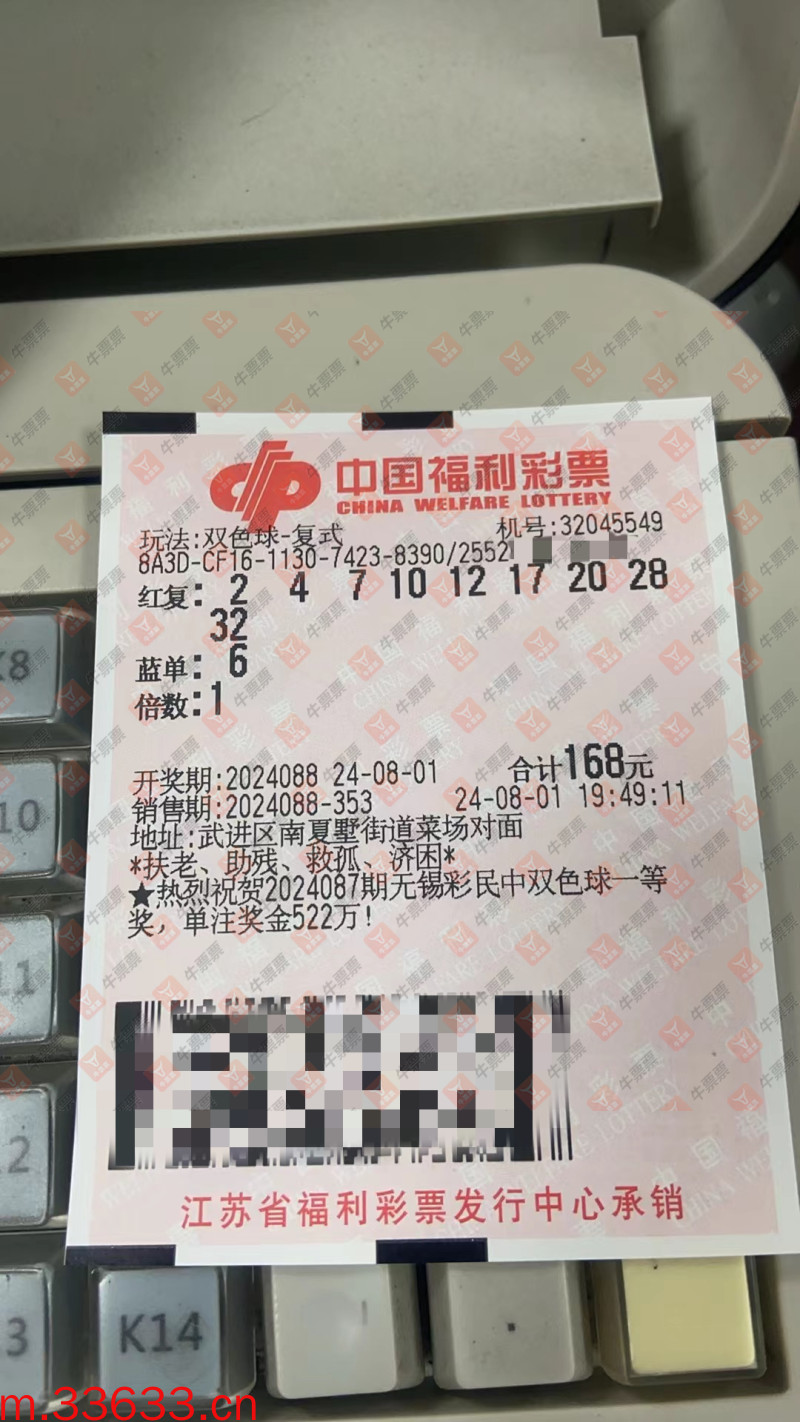 中国福利彩票
CHINA WELFARE LOTTERY
玩法:双色球-复式 机号:32045549
8A3D-CF16-1130-7423-8390/2552
红复: 2 4 7 10 12 17 20 28
32
蓝单: 6
倍数:1
开奖期:2024088 24-08-01 合计168元
销售期:2024088-353 24-08-01 19:49:11
地址:武进区南夏墅街道菜场对面
*扶老、助残、救孤、济困*
★热烈祝贺2024087期无锡彩民中双色球一等
奖, 单注奖金522万!
江苏省福利彩票发行中心承销
K8
10
11
12
13
K14
牛票票
m.33633.cn